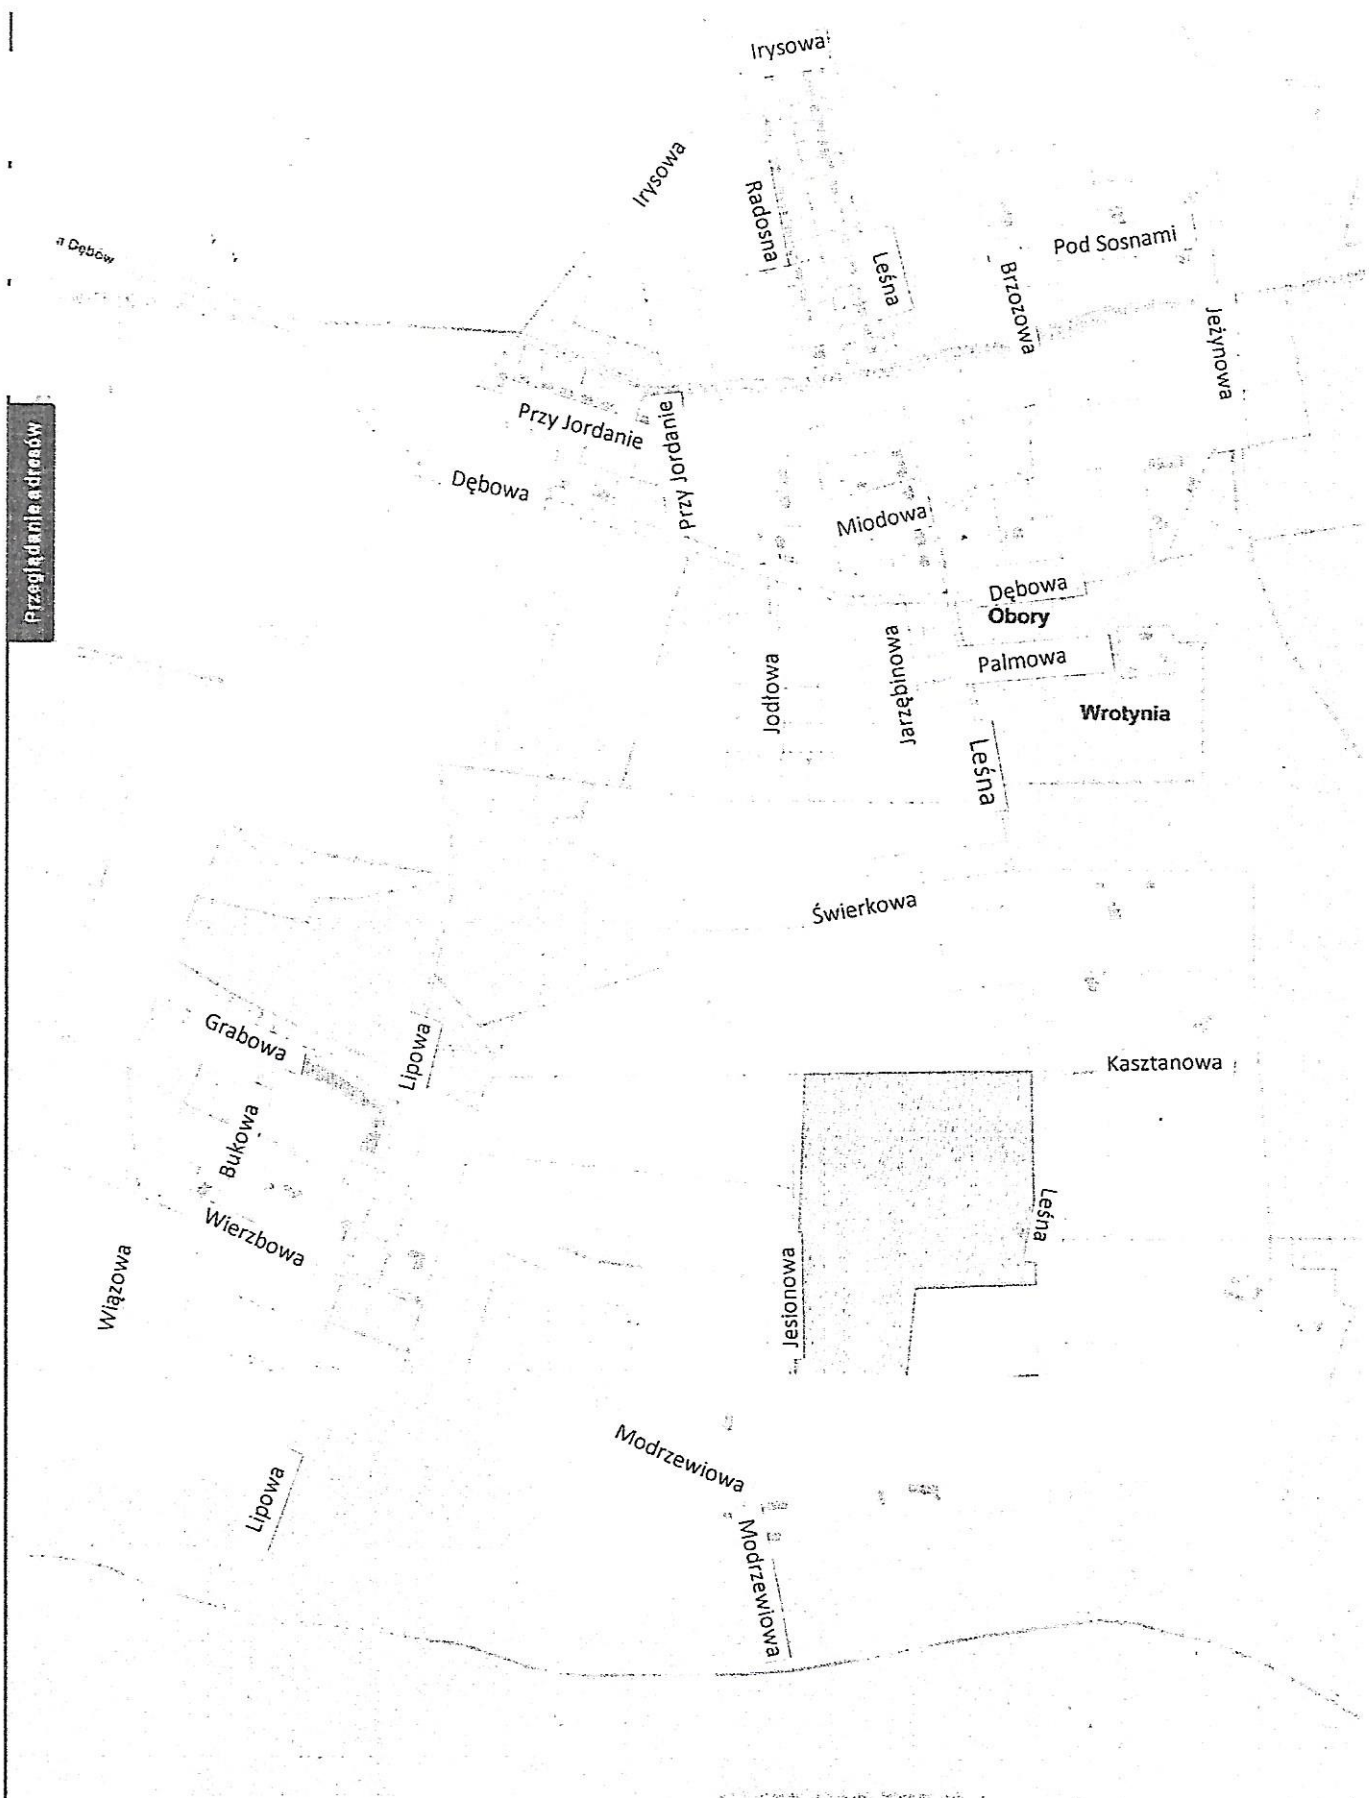 Irysowa
Irysowa
Radosna
Leśna
Pod Sosnami
Brzozowa
Jeżynowa
a Dębów
Przeglądanie adresów
Przy Jordanie
Przy Jordanie
Dębowa
Miodowa
Dębowa
Obory
Jodłowa
Jarzębinowa
Palmowa
Wrotynia
Leśna
Świerkowa
Grabowa
Lipowa
Kasztanowa
Bukowa
Wierzbowa
Leśna
Wiązowa
Jesionowa
Modrzewiowa
Lipowa
Modrzewiowa